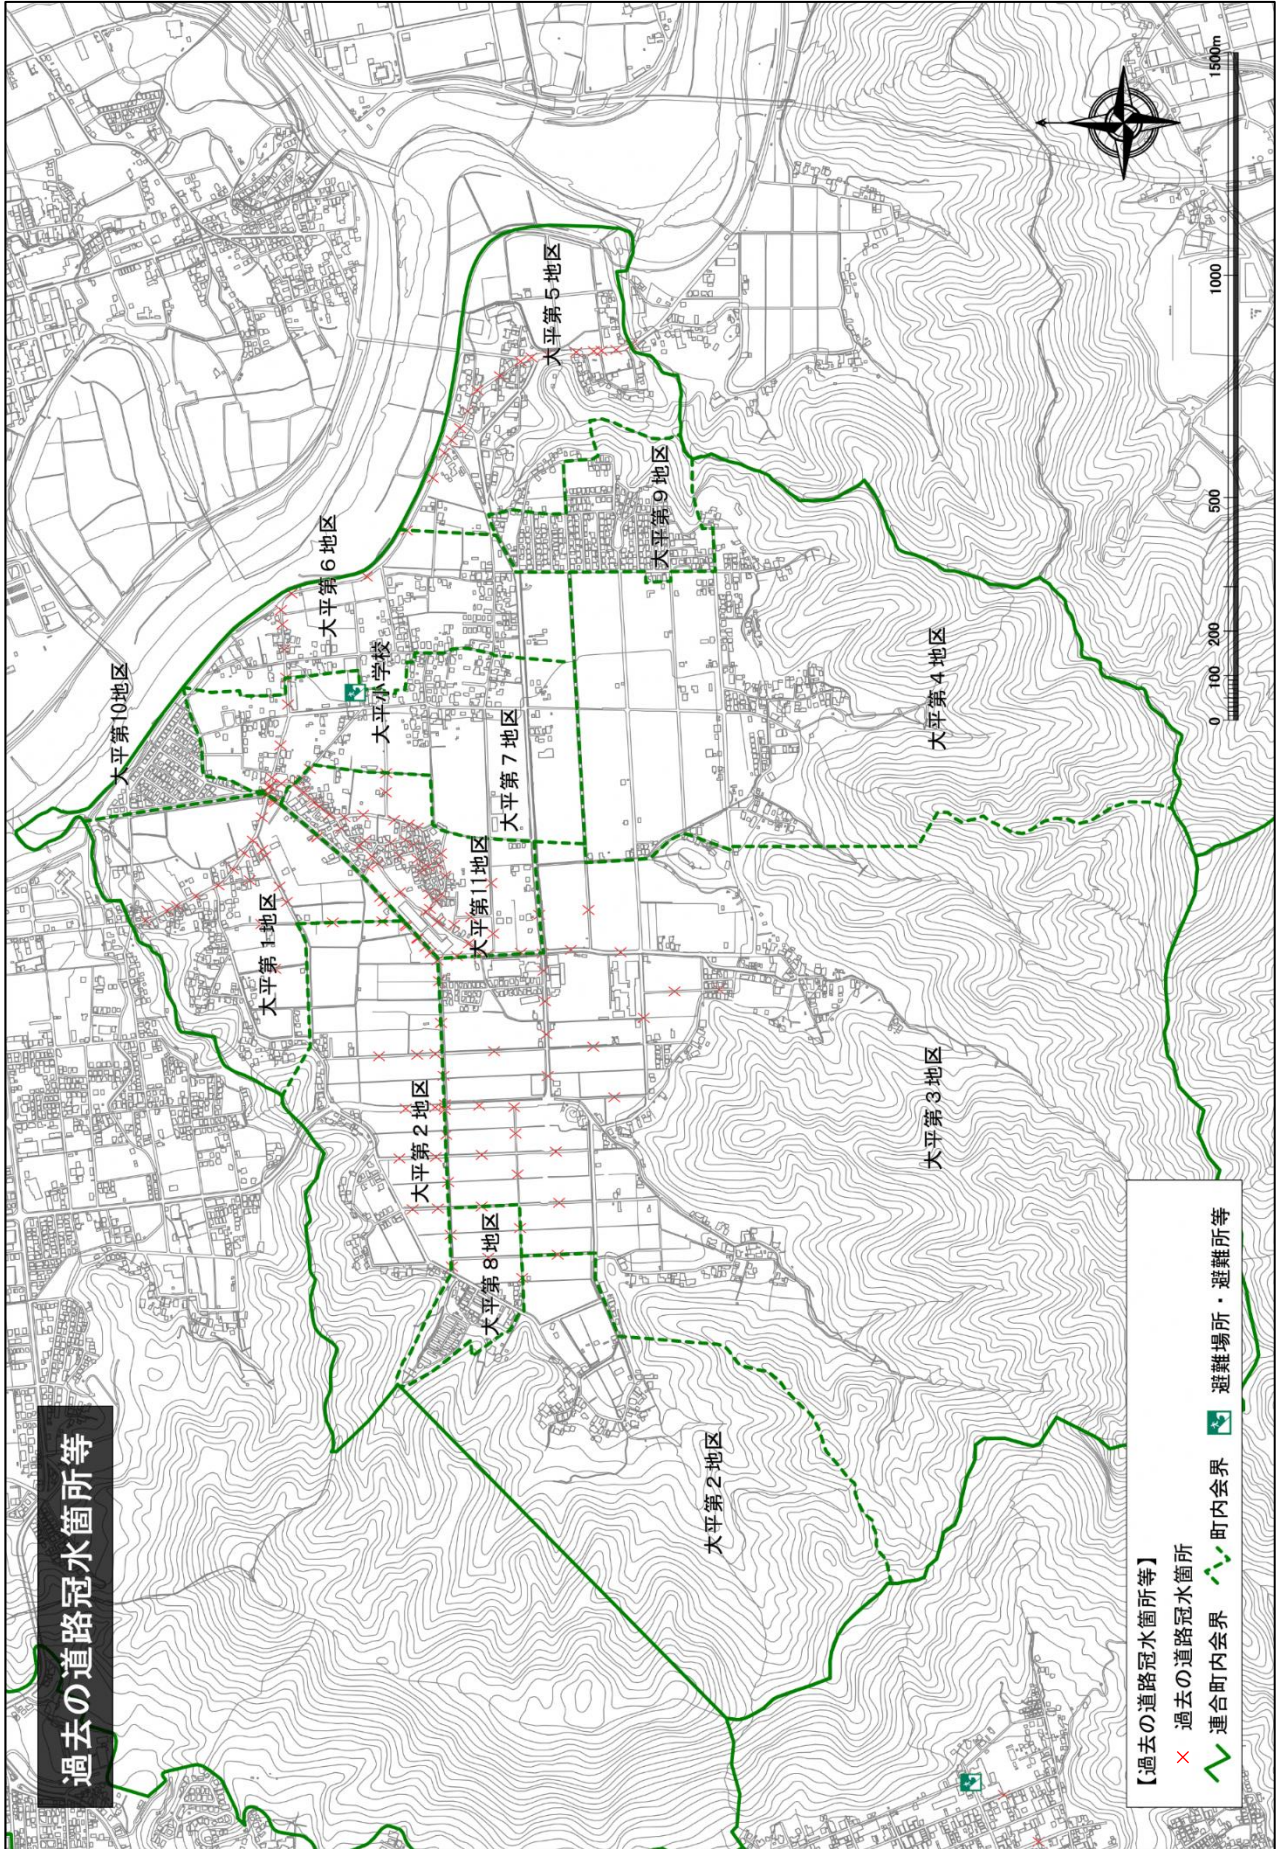 過去の道路冠水箇所等
大平第10地区
大平第6地区
大平小学校
大平第5地区
大平第1地区
大平第11地区
大平第7地区
大平第9地区
大平第2地区
大平第8地区
大平第4地区
大平第3地区
大平第2地区
【過去の道路冠水箇所等】
過去の道路冠水箇所
連合町内会界 町内会界 避難場所・避難所等
0 100 200 500 1000 1500m